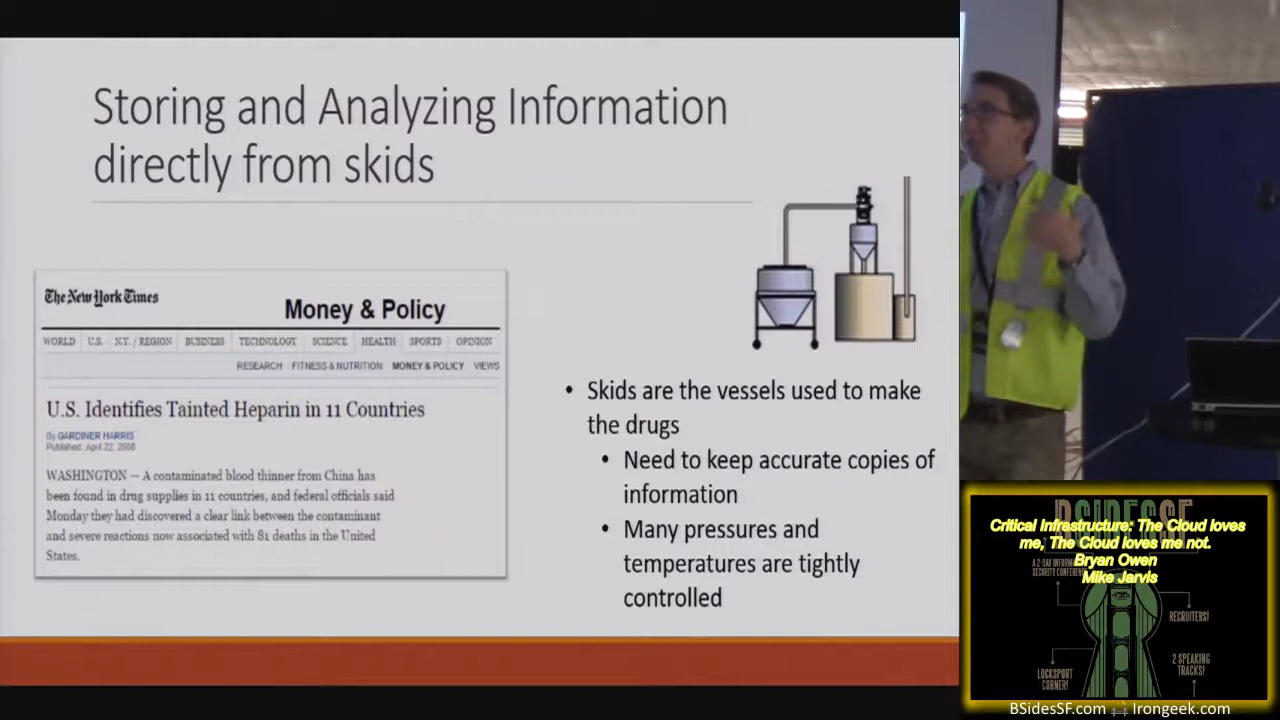 Storing and Analyzing Information
directly from skids
The New York Times
Money & Policy
WORLD U.S. N.Y. / REGION BUSINESS TECHNOLOGY SCIENCE HEALTH SPORTS OPINION
RESEARCH FITNESS & NUTRITION MONEY & POLICY VIEWS
U.S. Identifies Tainted Heparin in 11 Countries
By GARDINER HARRIS
Published: April 22, 2008
WASHINGTON — A contaminated blood thinner from China has
been found in drug supplies in 11 countries, and federal officials said
Monday they had discovered a clear link between the contaminant
and severe reactions now associated with 81 deaths in the United
States.
• Skids are the vessels used to make
the drugs
• Need to keep accurate copies of
information
• Many pressures and
temperatures are tightly
controlled
BSIDESSF
Critical Infrastructure: The Cloud loves
me, The Cloud loves me not.
Bryan Owen
Mike Jarvis
A 2-DAY
SECURITY
RECRUITERS!
LOCKSPORT
CORNER!
2 SPEAKING
TRACKS!
BSidesSF.com Irongeek.com